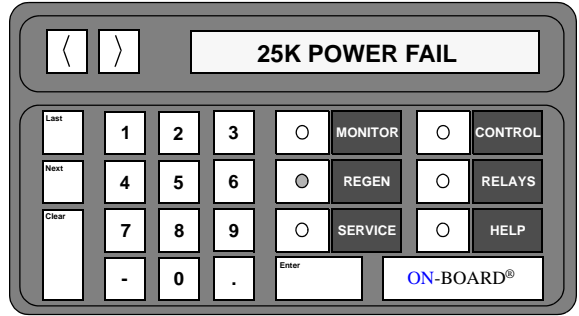 〈 〉 25K POWER FAIL
Last 1 2 3 MONITOR CONTROL
Next 4 5 6 REGEN RELAYS
Clear 7 8 9 SERVICE HELP
- 0 . Enter ON-BOARD®